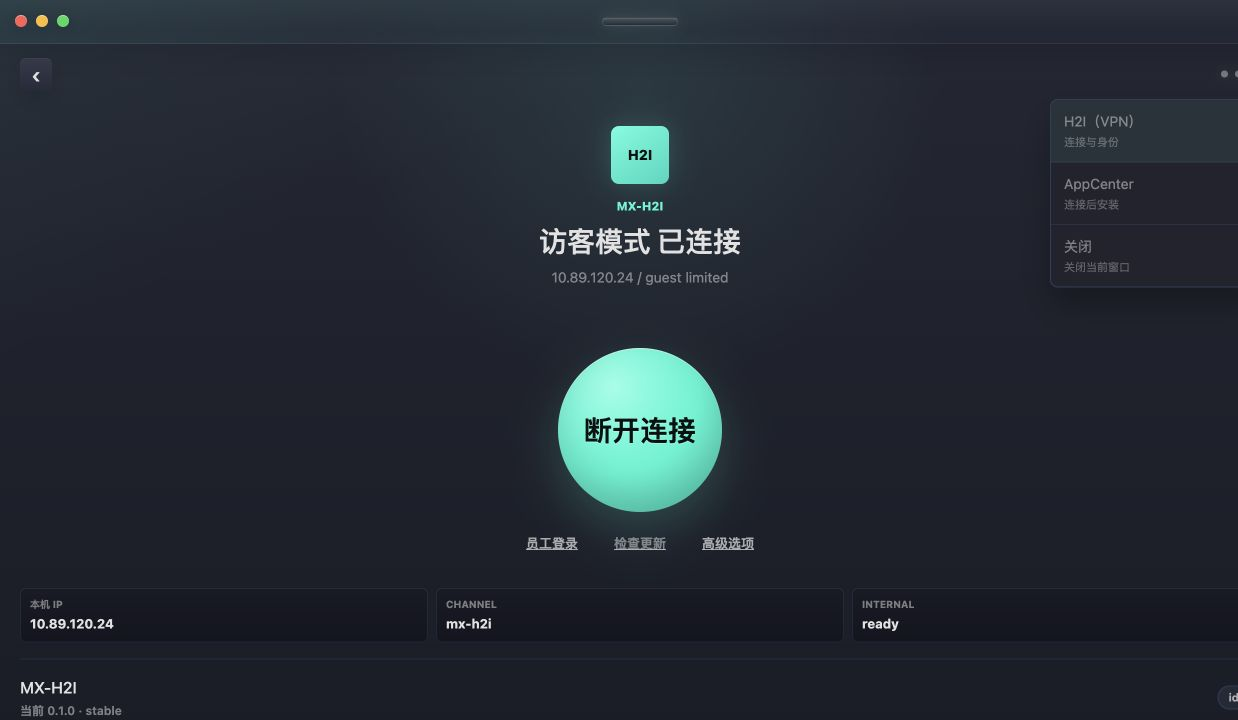 H2I（VPN）
连接与身份
AppCenter
连接后安装
关闭
关闭当前窗口
H2I
MX-H2I
访客模式 已连接
10.89.120.24 / guest limited
断开连接
员工登录
检查更新
高级选项
本机 IP
10.89.120.24
CHANNEL
mx-h2i
INTERNAL
ready
MX-H2I
当前 0.1.0 · stable